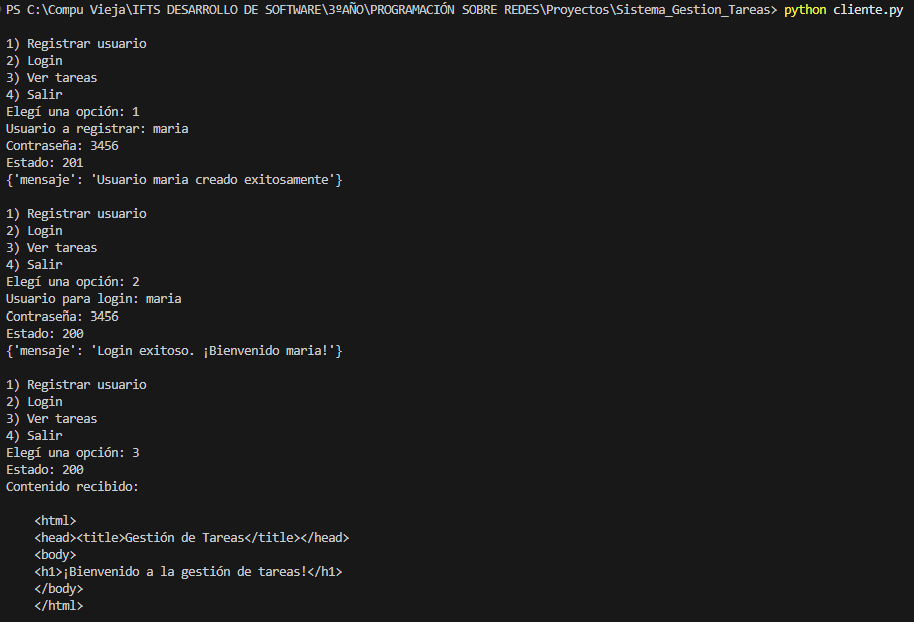 PS C:\Compu Vieja\IFTS DESARROLLO DE SOFTWARE\3ºAÑO\PROGRAMACIÓN SOBRE REDES\Proyectos\Sistema_Gestion_Tareas> python cliente.py
1) Registrar usuario
2) Login
3) Ver tareas
4) Salir
Elegí una opción: 1
Usuario a registrar: maria
Contraseña: 3456
Estado: 201
{'mensaje': 'Usuario maria creado exitosamente'}
1) Registrar usuario
2) Login
3) Ver tareas
4) Salir
Elegí una opción: 2
Usuario para login: maria
Contraseña: 3456
Estado: 200
{'mensaje': 'Login exitoso. ¡Bienvenido maria!'}
1) Registrar usuario
2) Login
3) Ver tareas
4) Salir
Elegí una opción: 3
Estado: 200
Contenido recibido:
<html>
<head><title>Gestión de Tareas</title></head>
<body>
<h1>¡Bienvenido a la gestión de tareas!</h1>
</body>
</html>